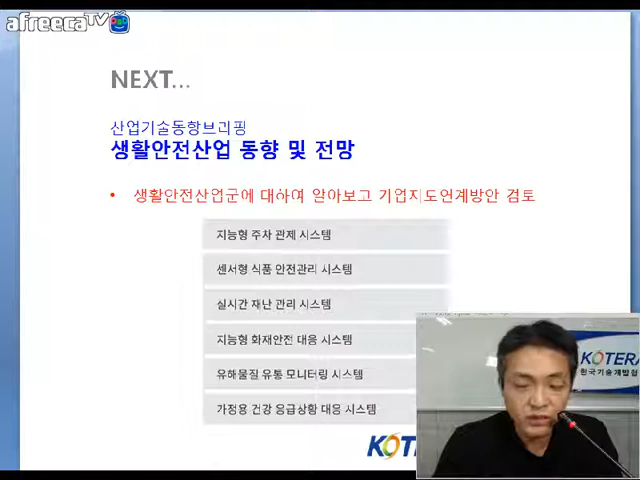 afreecaTV
NEXT...
산업기술동향브리핑
생활안전산업 동향 및 전망
• 생활안전산업군에 대하여 알아보고 기업지도연계방안 검토
지능형 주차 관제 시스템
센서형 식품 안전관리 시스템
실시간 재난 관리 시스템
지능형 화재안전 대응 시스템
유해물질 유통 모니터링 시스템
가정용 건강 응급상황 대응 시스템
KOTERA
한국기술개발협
KOT